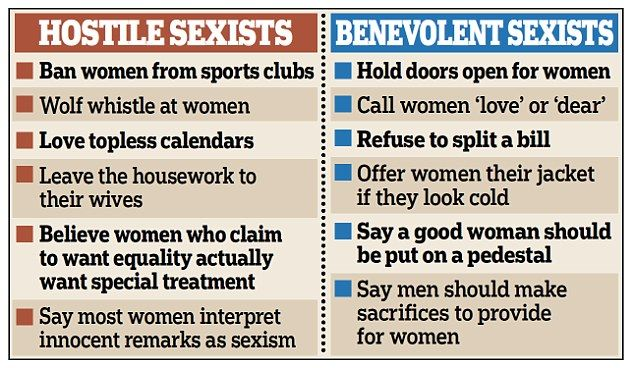 HOSTILE SEXISTS
Ban women from sports clubs
Wolf whistle at women
Love topless calendars
Leave the housework to
their wives
Believe women who claim
to want equality actually
want special treatment
Say most women interpret
innocent remarks as sexism
BENEVOLENT SEXISTS
Hold doors open for women
Call women ‘love’ or ‘dear’
Refuse to split a bill
Offer women their jacket
if they look cold
Say a good woman should
be put on a pedestal
Say men should make
sacrifices to provide
for women